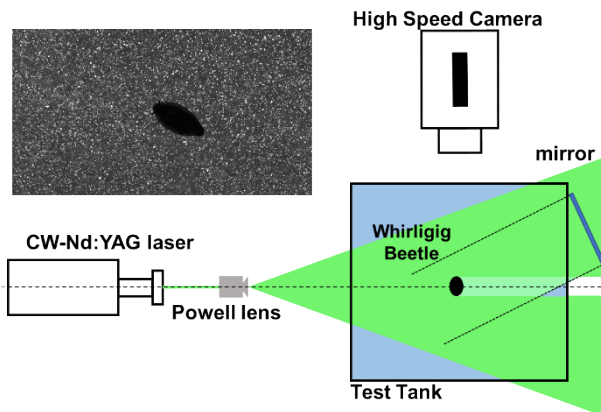 High Speed Camera
mirror
Whirligig
Beetle
CW-Nd:YAG laser
Powell lens
Test Tank